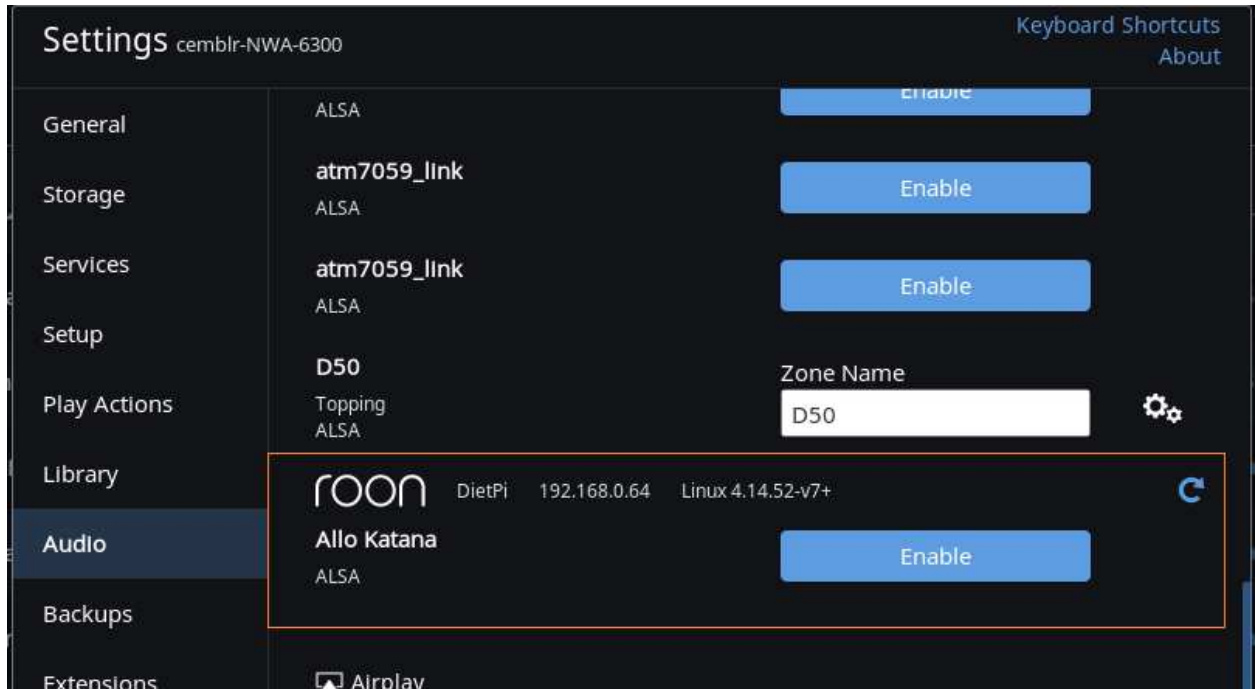 Settings cemblr-NWA-6300
Keyboard Shortcuts
About
General
Storage
Services
Setup
Play Actions
Library
Audio
Backups
Extensions
ALSA
Enable
atm7059_link
ALSA
Enable
atm7059_link
ALSA
Enable
D50
Topping
ALSA
Zone Name
D50
roon DietPi 192.168.0.64 Linux 4.14.52-v7+
Allo Katana
ALSA
Enable
Airplay